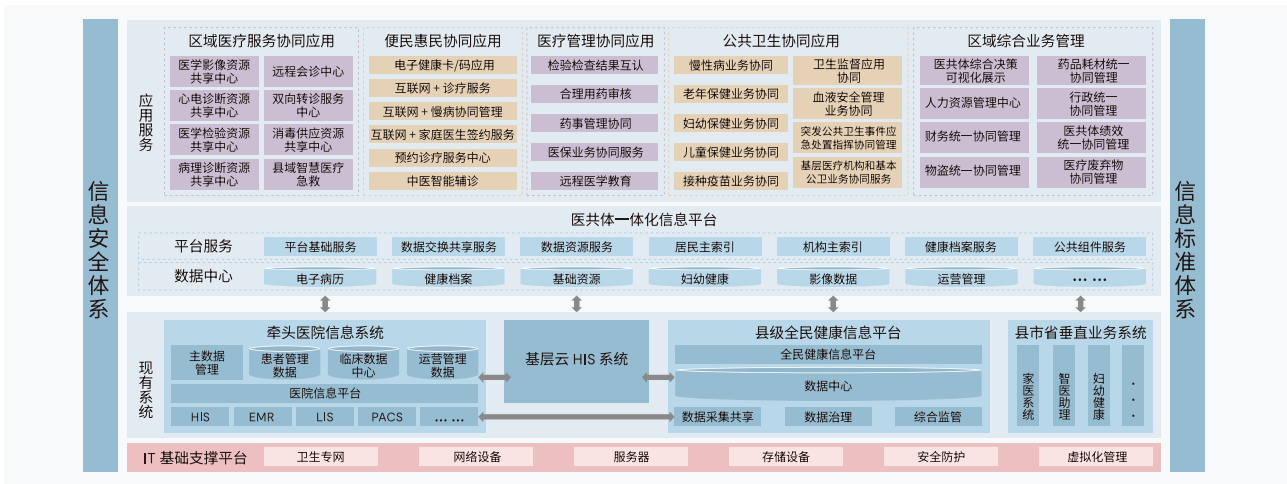 信息安全体系
应用服务
区域医疗服务协同应用
医学影像资源
共享中心
远程会诊中心
心电诊断资源
共享中心
双向转诊服务
中心
医学检验资源
共享中心
消毒供应资源
共享中心
病理诊断资源
共享中心
县域智慧医疗
急救
便民惠民协同应用
电子健康卡/码应用
互联网+诊疗服务
互联网+慢病协同管理
互联网+家庭医生签约服务
预约诊疗服务中心
中医智能辅诊
医疗管理协同应用
检验检查结果互认
合理用药审核
药事管理协同
医保业务协同服务
远程医学教育
公共卫生协同应用
慢性病业务协同
老年保健业务协同
妇幼保健业务协同
儿童保健业务协同
接种疫苗业务协同
卫生监督应用
协同
血液安全管理
业务协同
突发公共卫生事件应
急处置指挥协同管理
基层医疗机构和基本
公卫业务协同服务
区域综合业务管理
医共体综合决策
可视化展示
药品耗材统一
协同管理
人力资源管理中心
行政统一
协同管理
财务统一协同管理
医共体绩效
统一协同管理
物盗统一协同管理
医疗废弃物
协同管理
医共体一体化信息平台
平台服务
平台基础服务
数据交换共享服务
数据资源服务
居民主索引
机构主索引
健康档案服务
公共组件服务
数据中心
电子病历
健康档案
基础资源
妇幼健康
影像数据
运营管理
... ...
现有系统
牵头医院信息系统
主数据
管理
患者管理
数据
临床数据
中心
运营管理
数据
医院信息平台
HIS
EMR
LIS
PACS
... ...
基层云 HIS 系统
县级全民健康信息平台
全民健康信息平台
数据中心
数据采集共享
数据治理
综合监管
县市省垂直业务系统
家医系统
智医助理
妇幼健康
...
IT 基础支撑平台
卫生专网
网络设备
服务器
存储设备
安全防护
虚拟化管理
信息标准体系